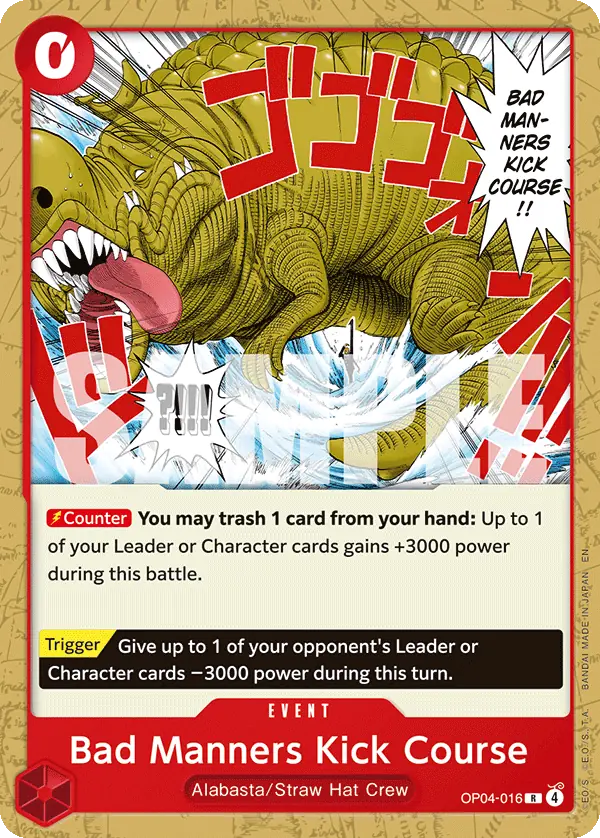 0
BAD
MAN-
NERS
KICK
COURSE
!!
ゴゴゴゴ
?!!!
SAMPLE
⚡Counter You may trash 1 card from your hand: Up to 1
of your Leader or Character cards gains +3000 power
during this battle.
Trigger Give up to 1 of your opponent's Leader or
Character cards −3000 power during this turn.
EVENT
Bad Manners Kick Course
Alabasta/Straw Hat Crew
OP04-016 R 4
©E.O./S., T.A. BANDAI MADE IN JAPAN EN.